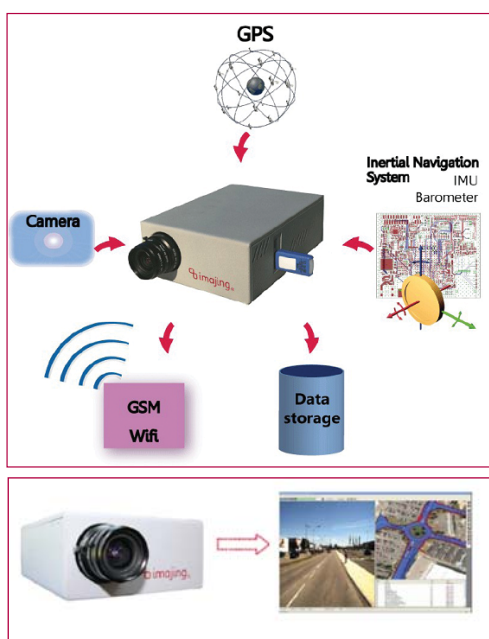 GPS
Inertial Navigation
System IMU
Barometer
Camera
imajing
GSM
Wifi
Data
storage
imajing